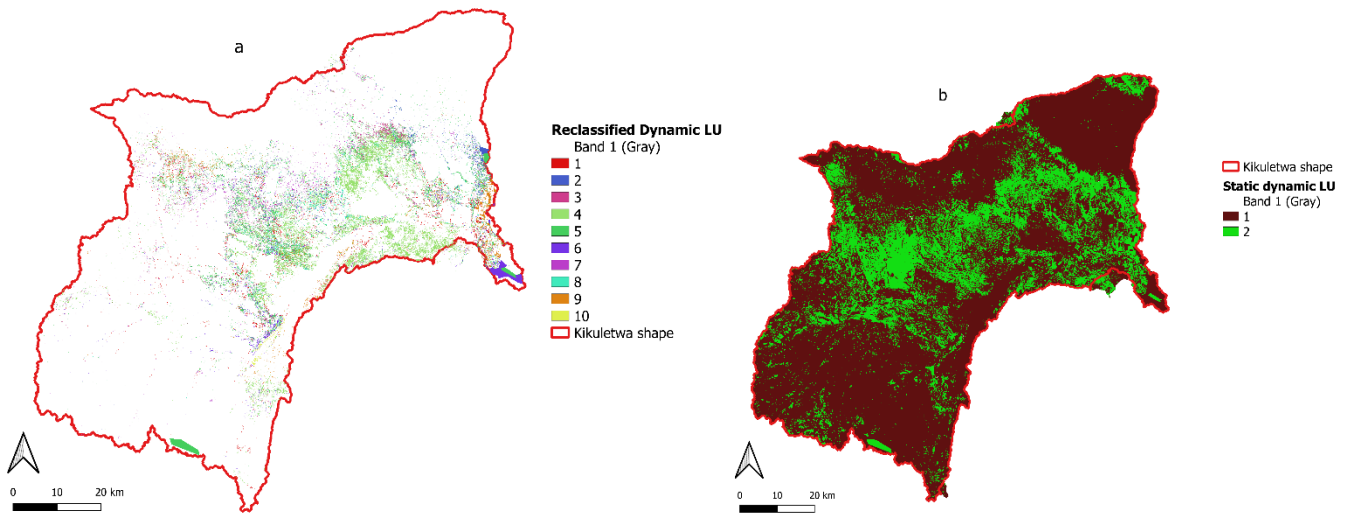 a
Reclassified Dynamic LU
Band 1 (Gray)
1
2
3
4
5
6
7
8
9
10
Kikuletwa shape
0 10 20 km
b
Kikuletwa shape
Static dynamic LU
Band 1 (Gray)
1
2
0 10 20 km